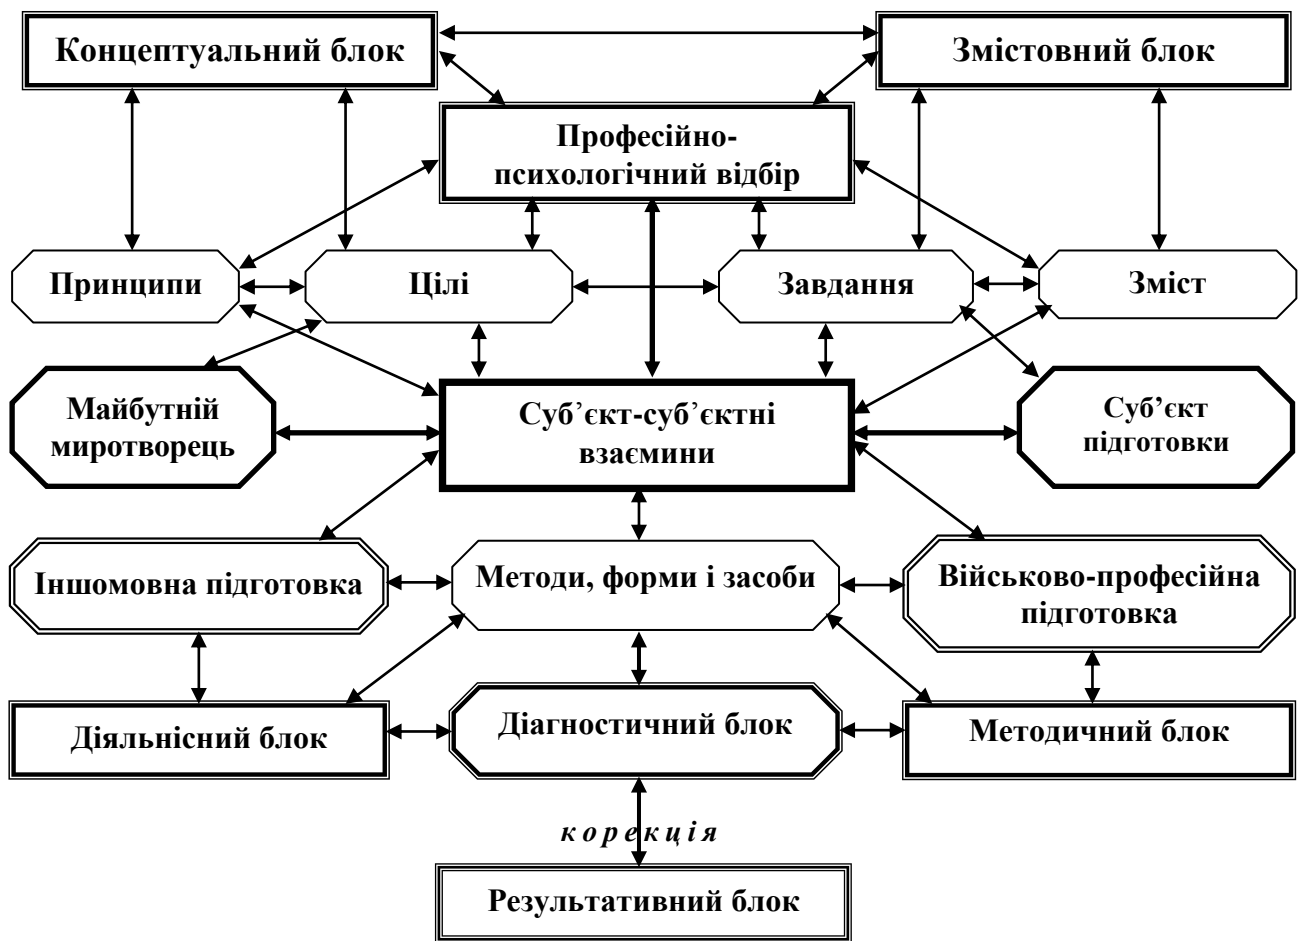 Концептуальний блок
Змістовний блок
Професійно-
психологічний відбір
Принципи
Цілі
Завдання
Зміст
Майбутній
миротворець
Суб’єкт-суб’єктні
взаємини
Суб’єкт
підготовки
Іншомовна підготовка
Методи, форми і засоби
Військово-професійна
підготовка
Діяльнісний блок
Діагностичний блок
Методичний блок
корекція
Результативний блок